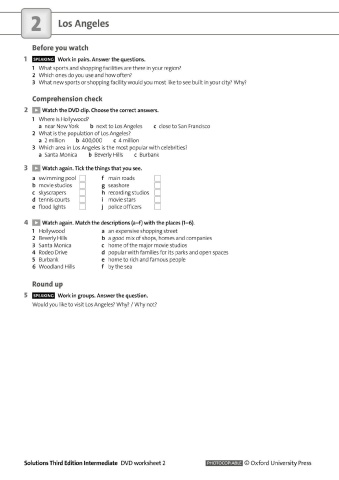 2 Los Angeles
Before you watch
1 SPEAKING Work in pairs. Answer the questions.
1 What sports and shopping facilities are there in your region?
2 Which ones do you use and how often?
3 What new sports or shopping facility would you most like to see built in your city? Why?
Comprehension check
2 Watch the DVD clip. Choose the correct answers.
1 Where is Hollywood?
a near New York b next to Los Angeles c close to San Francisco
2 What is the population of Los Angeles?
a 2 million b 400,000 c 4 million
3 Which area in Los Angeles is the most popular with celebrities?
a Santa Monica b Beverly Hills c Burbank
3 Watch again. Tick the things that you see.
a swimming pool f main roads
b movie studios g seashore
c skyscrapers h recording studios
d tennis courts i movie stars
e flood lights j police officers
4 Watch again. Match the descriptions (a–f) with the places (1–6).
1 Hollywood a an expensive shopping street
2 Beverly Hills b a good mix of shops, homes and companies
3 Santa Monica c home of the major movie studios
4 Rodeo Drive d popular with families for its parks and open spaces
5 Burbank e home to rich and famous people
6 Woodland Hills f by the sea
Round up
5 SPEAKING Work in groups. Answer the question.
Would you like to visit Los Angeles? Why? / Why not?
Solutions Third Edition Intermediate DVD worksheet 2 PHOTOCOPIABLE © Oxford University Press